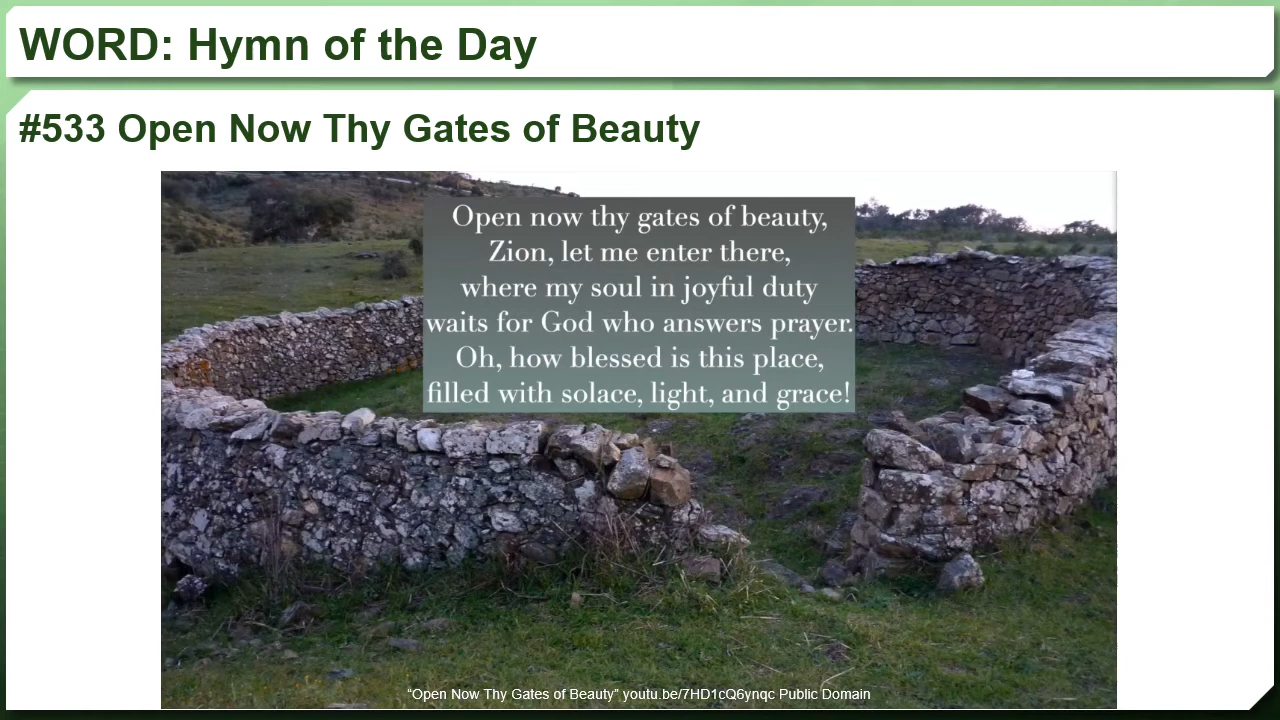 WORD: Hymn of the Day
#533 Open Now Thy Gates of Beauty
Open now thy gates of beauty,
Zion, let me enter there,
where my soul in joyful duty
waits for God who answers prayer.
Oh, how blessed is this place,
filled with solace, light, and grace!
“Open Now Thy Gates of Beauty” youtu.be/7HD1cQ6ynqc Public Domain